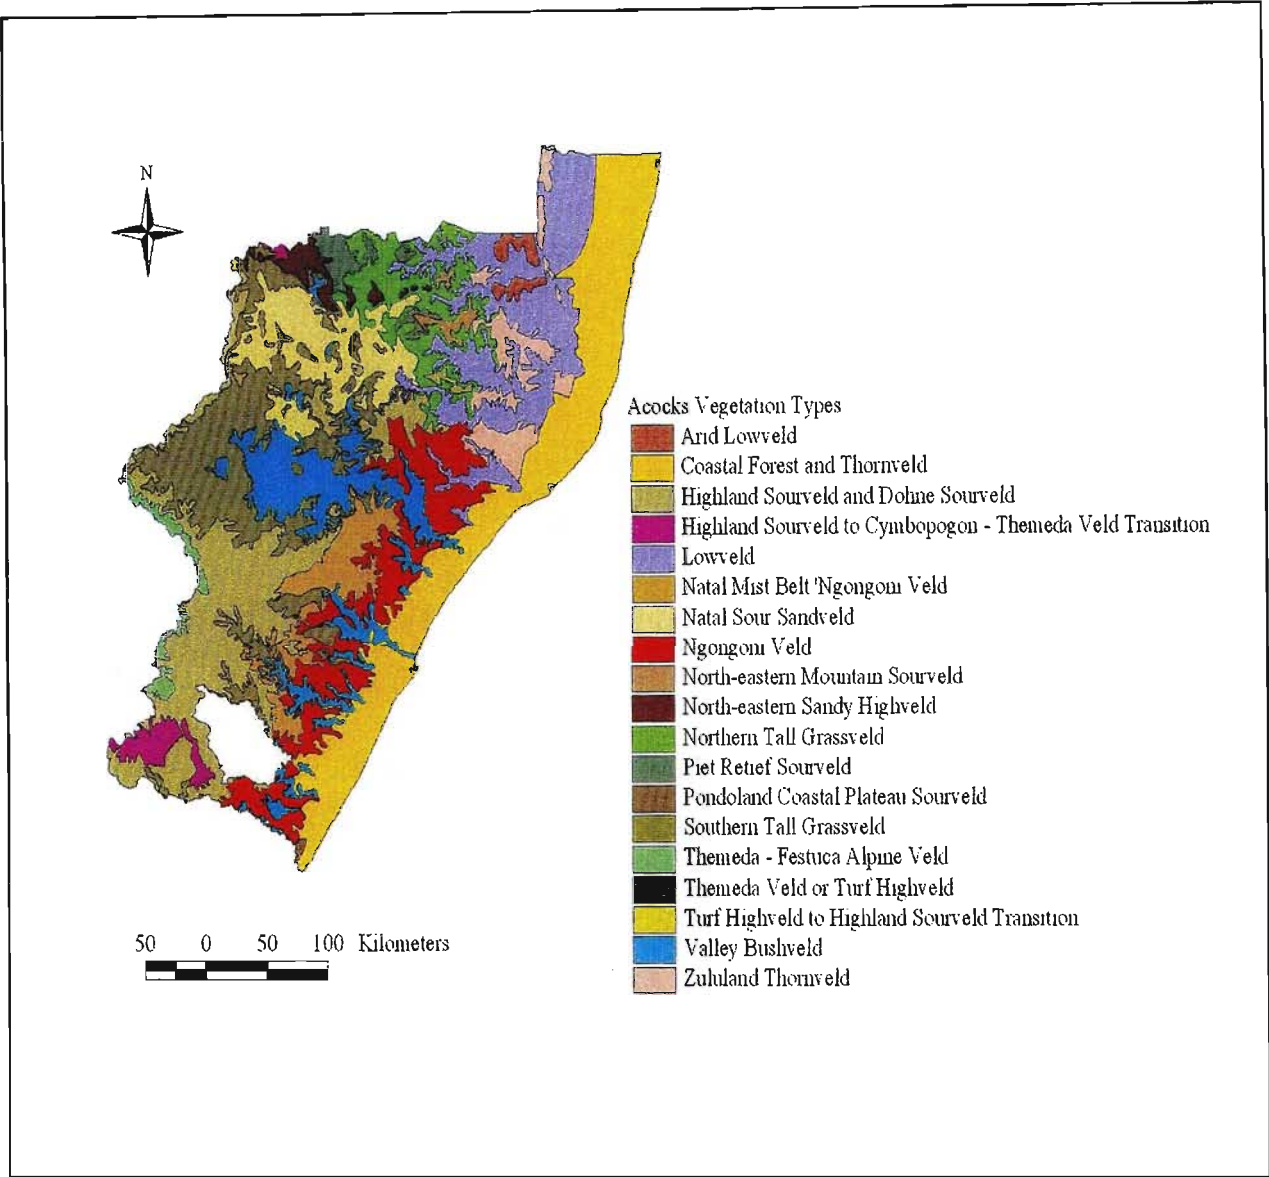 N
Acocks Vegetation Types
Arid Lowveld
Coastal Forest and Thornveld
Highland Sourveld and Dohne Sourveld
Highland Sourveld to Cymbopogon - Themeda Veld Transition
Lowveld
Natal Mist Belt 'Ngongoni Veld
Natal Sour Sandveld
Ngongoni Veld
North-eastern Mountain Sourveld
North-eastern Sandy Highveld
Northern Tall Grassveld
Piet Retief Sourveld
Pondoland Coastal Plateau Sourveld
Southern Tall Grassveld
Themeda - Festuca Alpine Veld
Themeda Veld or Turf Highveld
Turf Highveld to Highland Sourveld Transition
Valley Bushveld
Zululand Thornveld
50 0 50 100 Kilometers